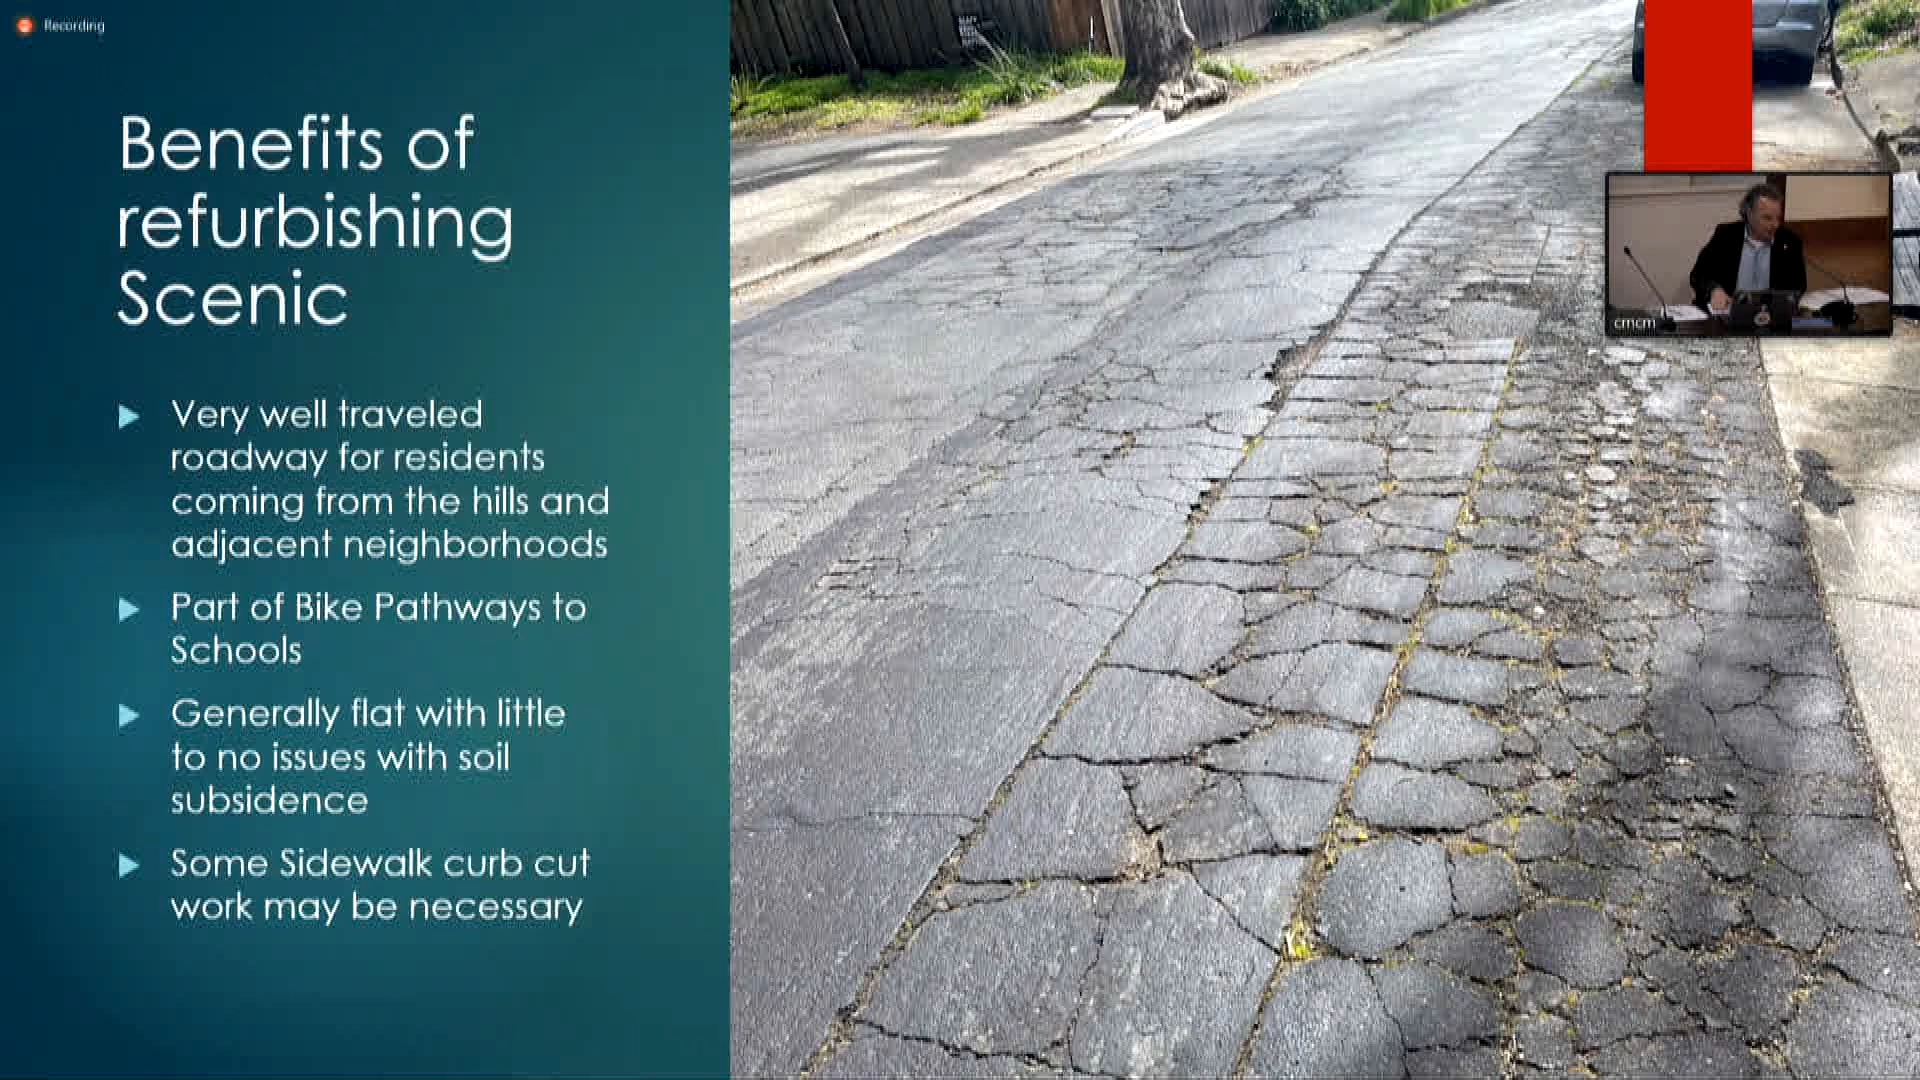 Recording
Benefits of
refurbishing
Scenic
Very well traveled
roadway for residents
coming from the hills and
adjacent neighborhoods
Part of Bike Pathways to
Schools
Generally flat with little
to no issues with soil
subsidence
Some Sidewalk curb cut
work may be necessary
cmcm